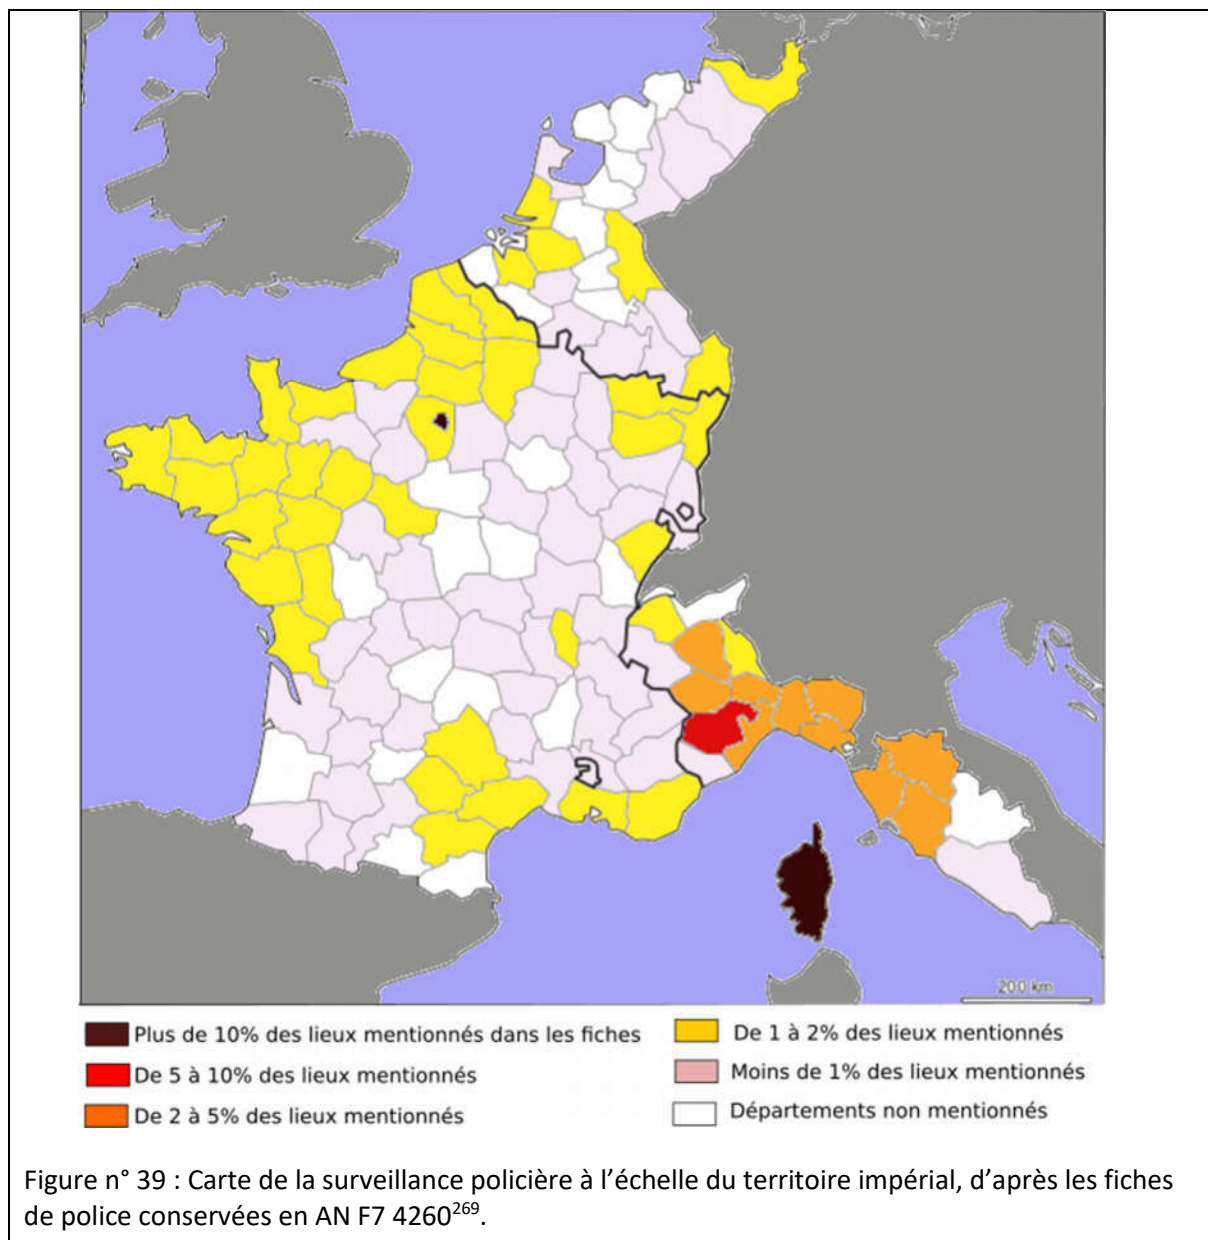 200 km
Plus de 10% des lieux mentionnés dans les fiches
De 5 à 10% des lieux mentionnés
De 2 à 5% des lieux mentionnés
De 1 à 2% des lieux mentionnés
Moins de 1% des lieux mentionnés
Départements non mentionnés
Figure n° 39 : Carte de la surveillance policière à l’échelle du territoire impérial, d’après les fiches
de police conservées en AN F7 4260²⁶⁹.